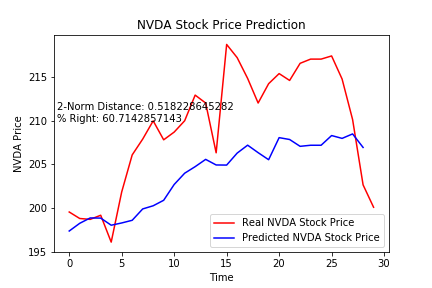 NVDA Stock Price Prediction
NVDA Price
215
210
205
200
195
2-Norm Distance: 0.518228645282
% Right: 60.7142857143
Real NVDA Stock Price
Predicted NVDA Stock Price
0 5 10 15 20 25 30
Time